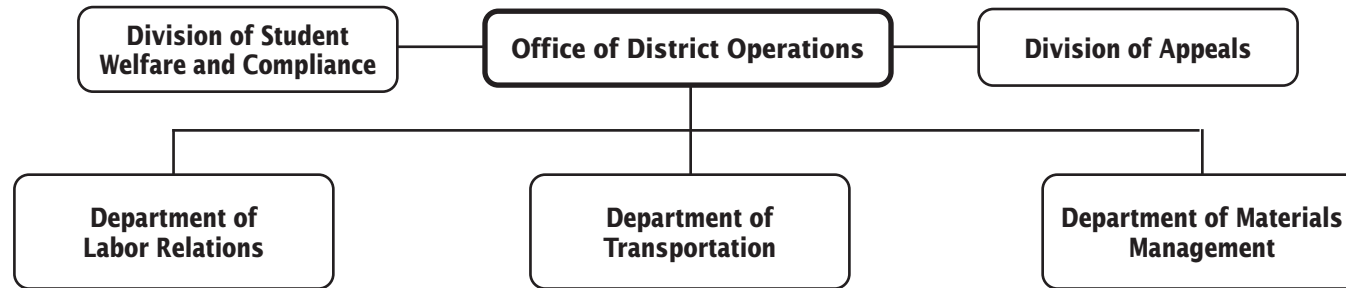 Division of Student
Welfare and Compliance
Office of District Operations
Division of Appeals
Department of
Labor Relations
Department of
Transportation
Department of Materials
Management